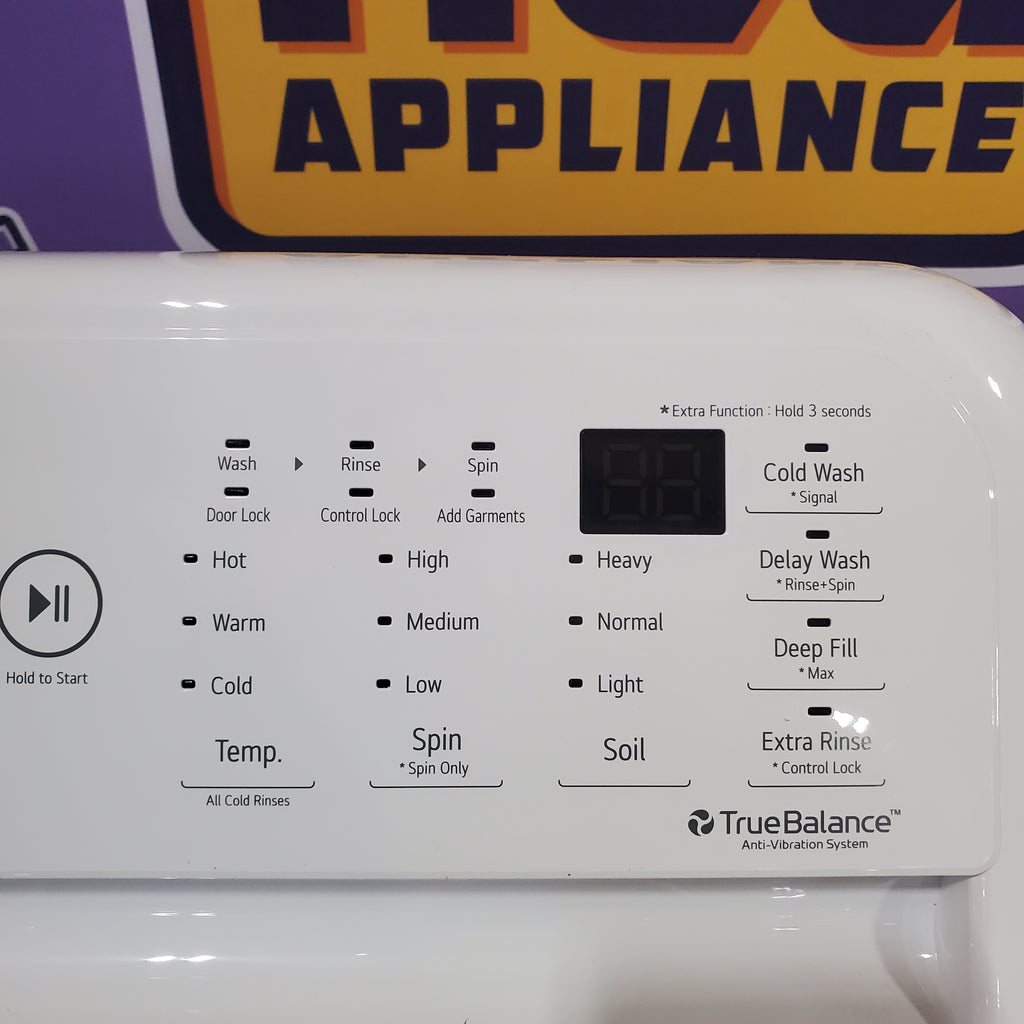 APPLIANCE
*Extra Function : Hold 3 seconds
Wash ▶ Rinse ▶ Spin
Door Lock Control Lock Add Garments
Cold Wash
*Signal
Hot High Heavy
Delay Wash
*Rinse+Spin
Warm Medium Normal
Deep Fill
*Max
Hold to Start
Cold Low Light
Temp. Spin Soil
*Spin Only
Extra Rinse
*Control Lock
All Cold Rinses
TrueBalance™
Anti-Vibration System